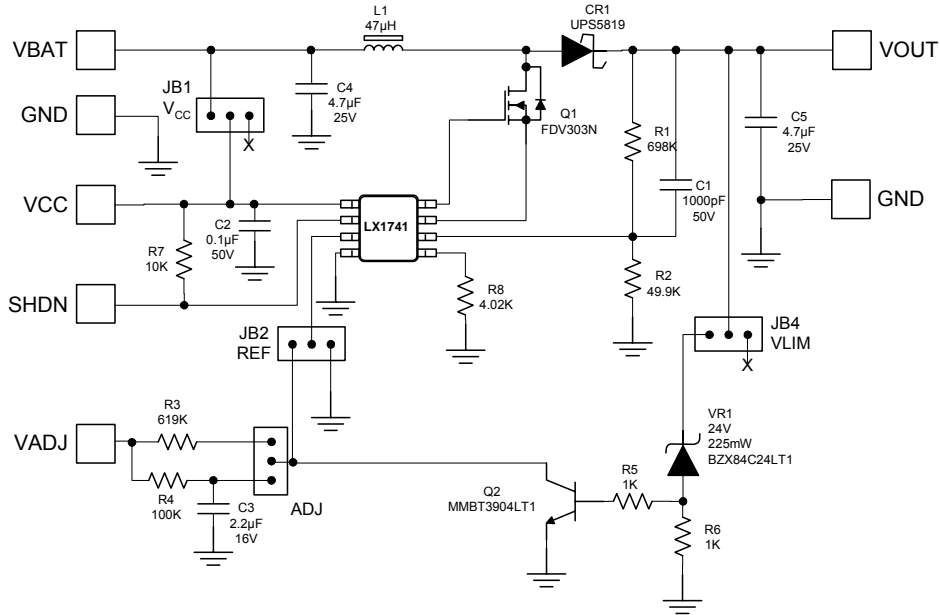 L1
47µH
CR1
UPS5819
VBAT
VOUT
JB1
VCC
X
C4
4.7µF
25V
Q1
FDV303N
GND
R1
698K
C5
4.7µF
25V
C1
1000pF
50V
VCC
GND
LX1741
C2
0.1µF
50V
R7
10K
R2
49.9K
R8
4.02K
SHDN
JB2
REF
JB4
VLIM
X
R3
619K
VADJ
VR1
24V
225mW
BZX84C24LT1
R4
100K
C3
2.2µF
16V
ADJ
Q2
MMBT3904LT1
R5
1K
R6
1K